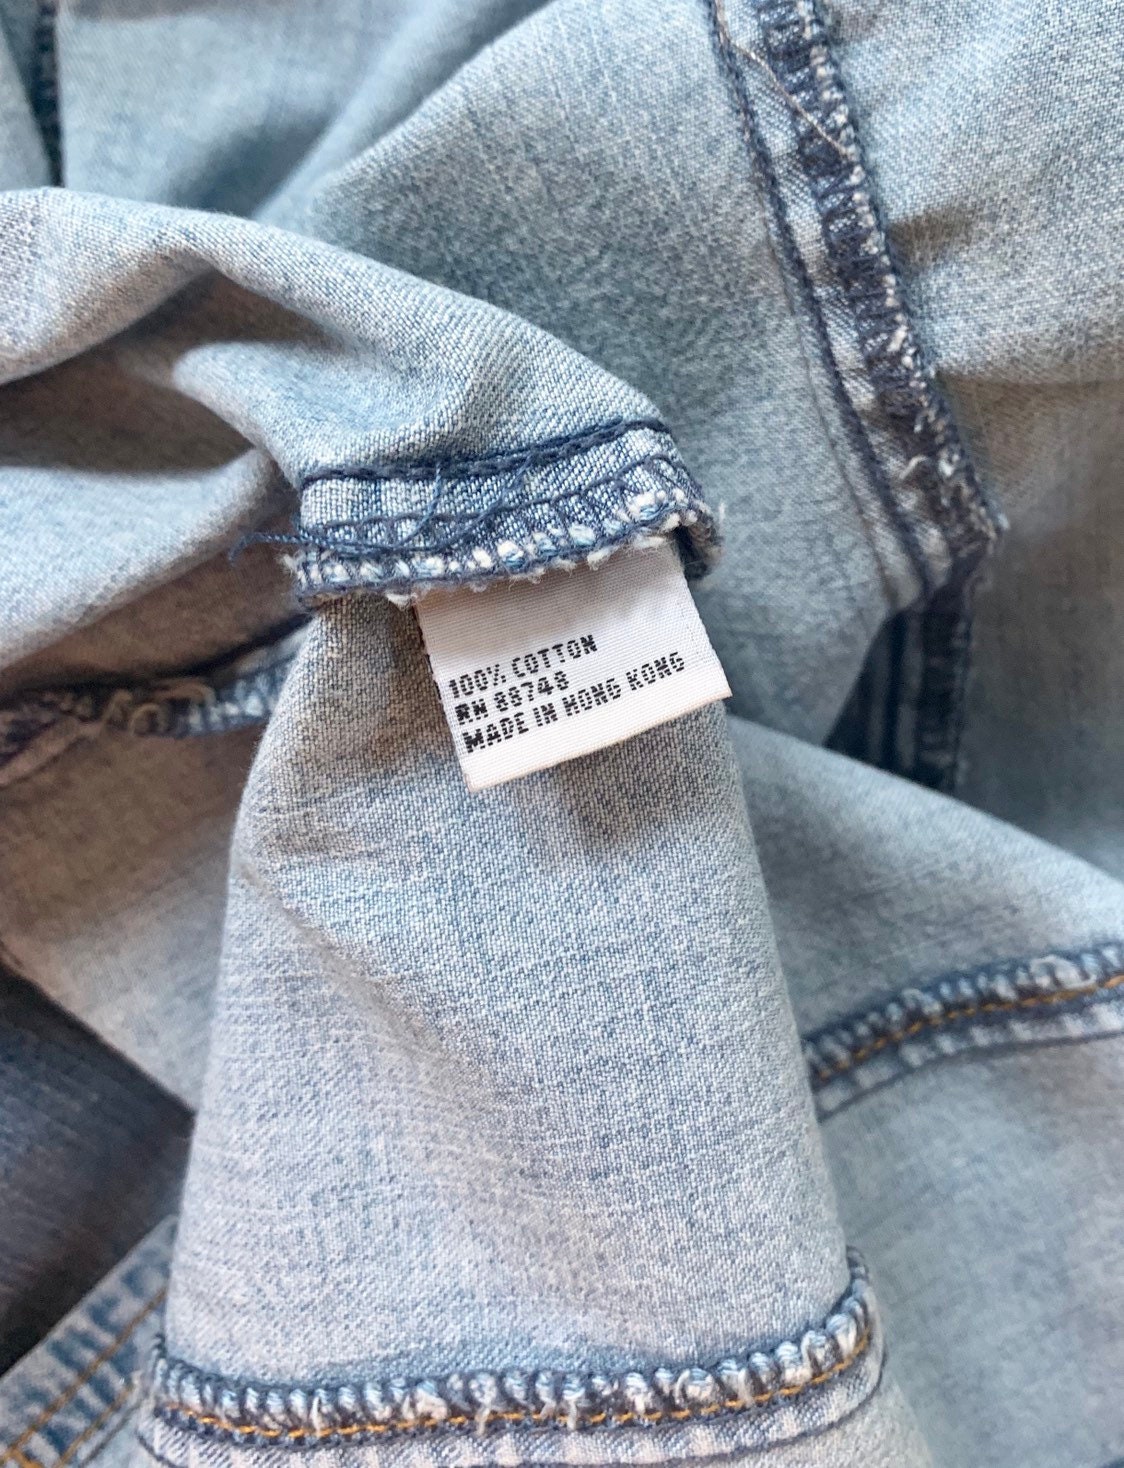 100% COTTON
RN 88748
MADE IN HONG KONG